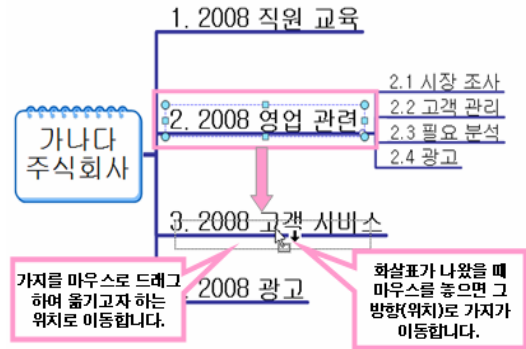 1. 2008 직원 교육
2. 2008 영업 관련
2.1 시장 조사
2.2 고객 관리
2.3 필요 분석
2.4 광고
가나다
주식회사
3. 2008 고객 서비스
. 2008 광고
가지를 마우스로 드래그
하여 옮기고자 하는
위치로 이동합니다.
화살표가 나왔을 때
마우스를 놓으면 그
방향(위치)로 가지가
이동합니다.